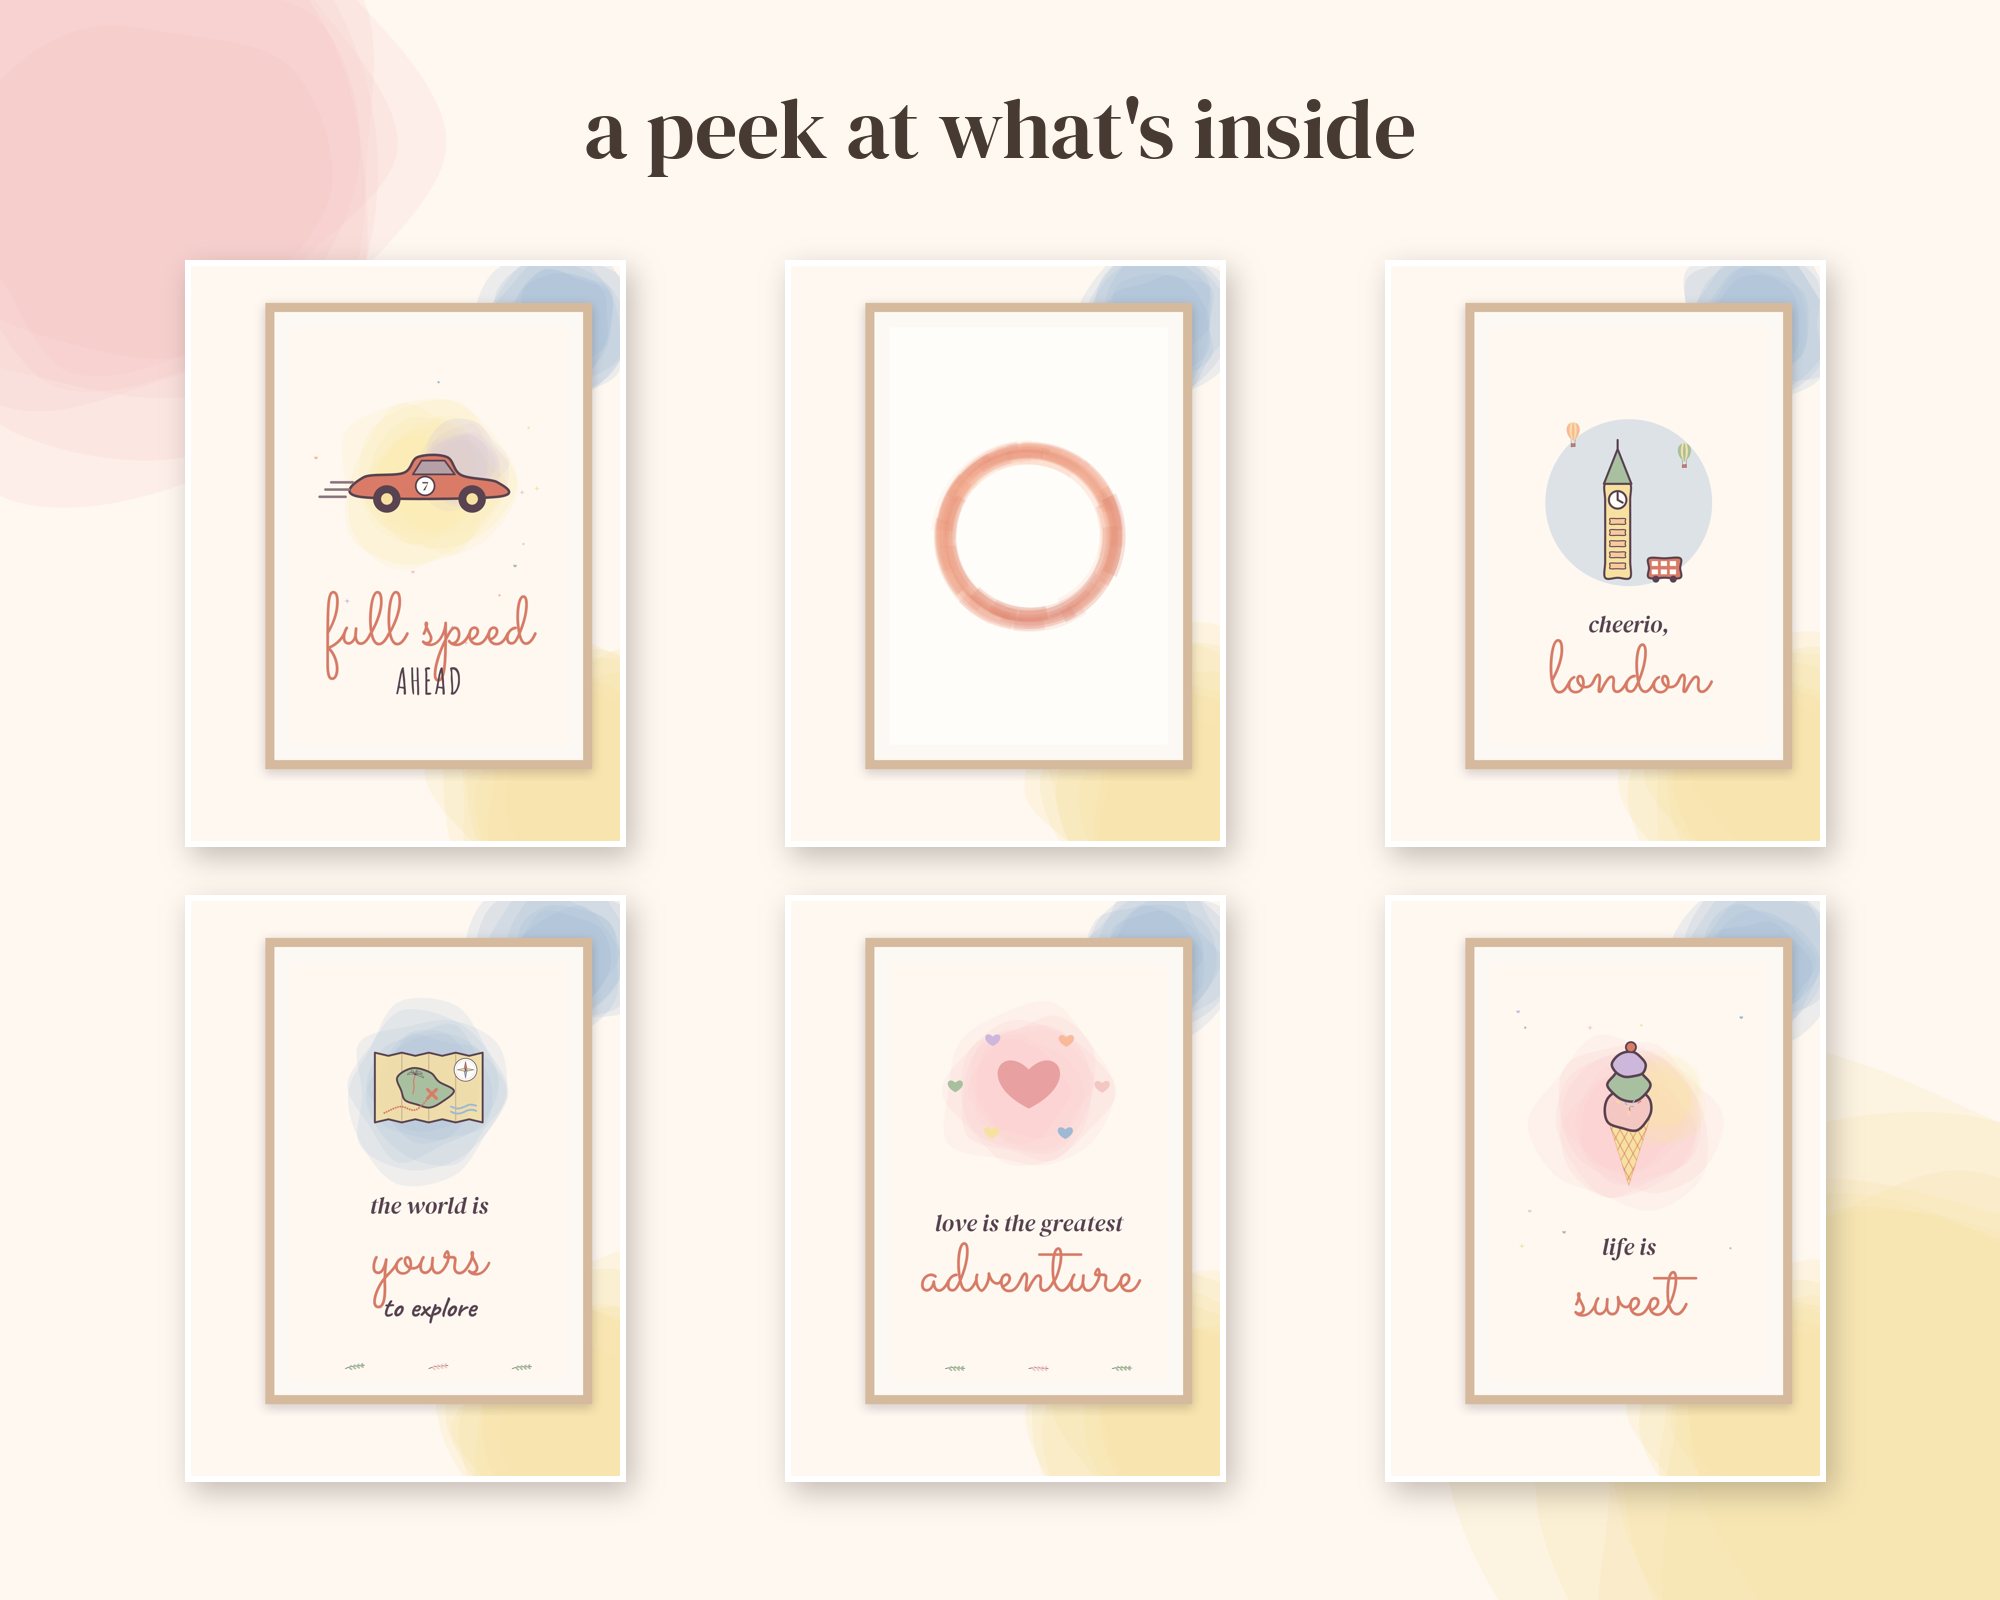 a peek at what's inside
7
full speed
AHEAD
cheerio,
london
the world is
yours
to explore
love is the greatest
adventure
life is
sweet